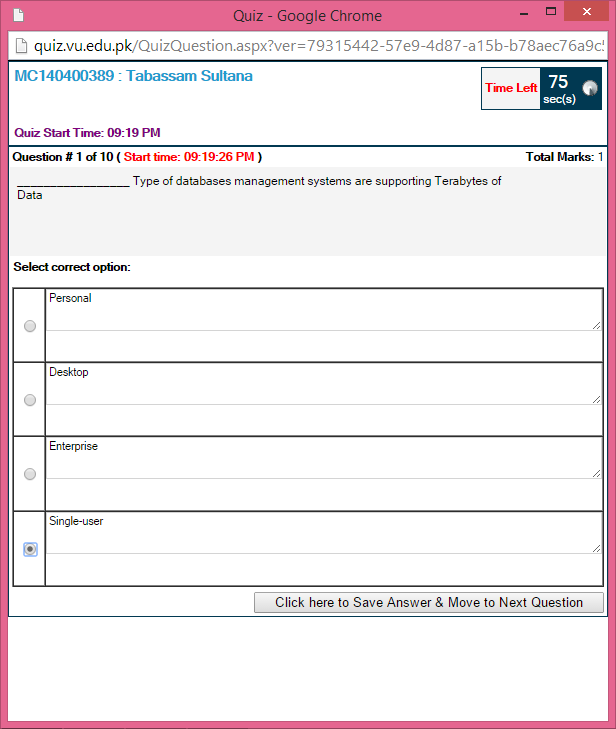 Quiz - Google Chrome
quiz.vu.edu.pk/QuizQuestion.aspx?ver=79315442-57e9-4d87-a15b-b78aec76a9c5
MC140400389 : Tabassam Sultana
Time Left 75
sec(s)
Quiz Start Time: 09:19 PM
Question # 1 of 10 ( Start time: 09:19:26 PM ) Total Marks: 1
_________________ Type of databases management systems are supporting Terabytes of
Data
Select correct option:
Personal
Desktop
Enterprise
Single-user
Click here to Save Answer & Move to Next Question